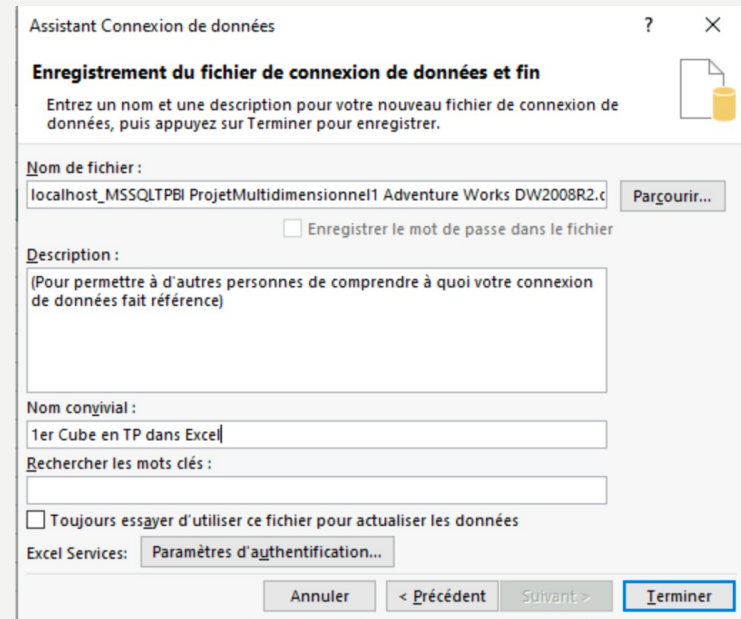 Assistant Connexion de données
?
Enregistrement du fichier de connexion de données et fin
Entrez un nom et une description pour votre nouveau fichier de connexion de
données, puis appuyez sur Terminer pour enregistrer.
Nom de fichier :
localhost_MSSQLTPBI ProjetMultidimensionnel1 Adventure Works DW2008R2.c
Parcourir...
Enregistrer le mot de passe dans le fichier
Description :
(Pour permettre à d'autres personnes de comprendre à quoi votre connexion
de données fait référence)
Nom convivial :
1er Cube en TP dans Excel
Rechercher les mots clés :
Toujours essayer d'utiliser ce fichier pour actualiser les données
Excel Services: Paramètres d'authentification...
Annuler < Précédent Suivant > Terminer